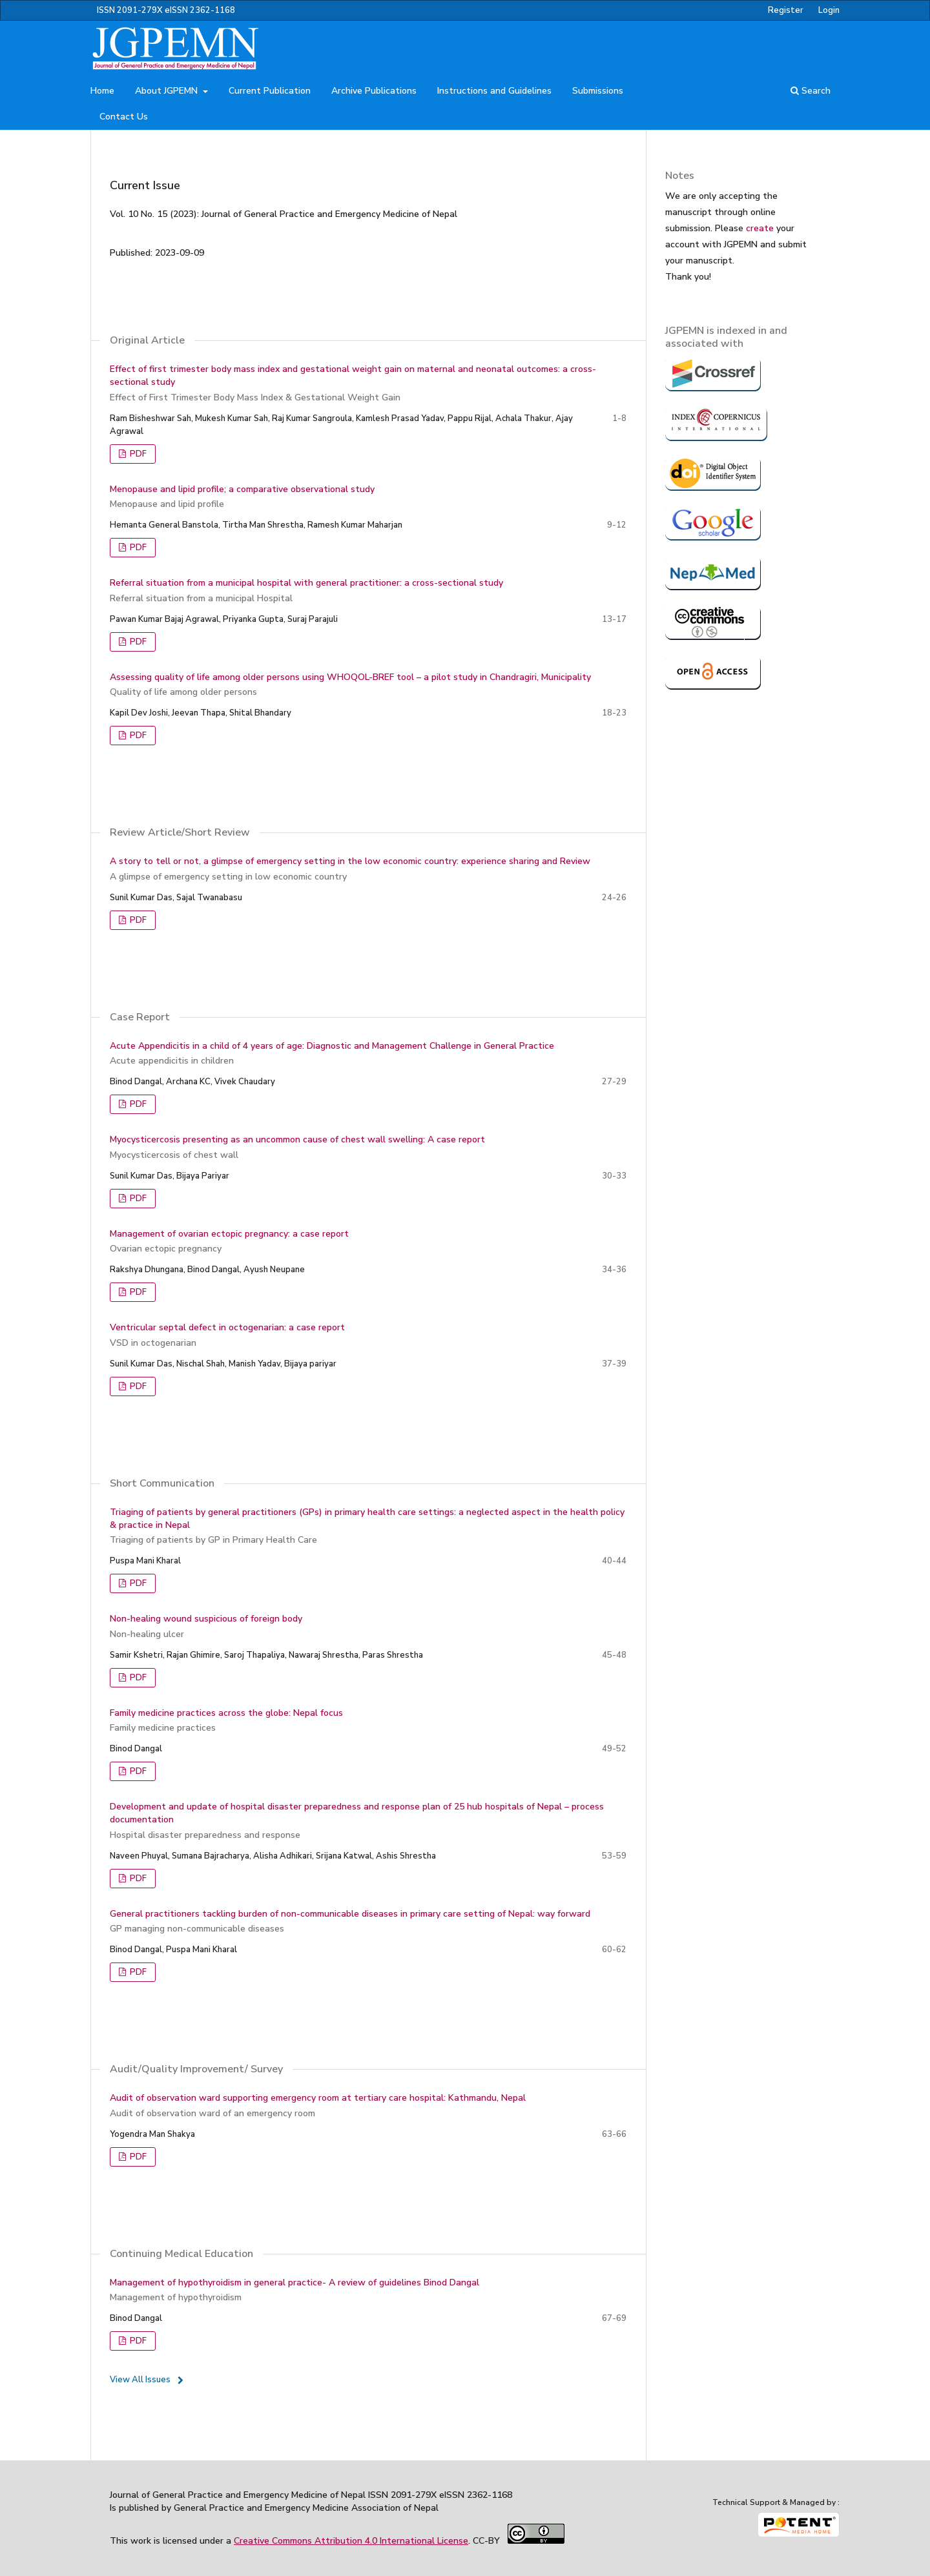 ISSN 2091-279X eISSN 2362-1168
Register
Login
JGPEMN
Journal of General Practice and Emergency Medicine of Nepal
Home
About JGPEMN
Current Publication
Archive Publications
Instructions and Guidelines
Submissions
Search
Contact Us
Current Issue
Vol. 10 No. 15 (2023): Journal of General Practice and Emergency Medicine of Nepal
Published: 2023-09-09
Original Article
Effect of first trimester body mass index and gestational weight gain on maternal and neonatal outcomes: a cross-
sectional study
Effect of First Trimester Body Mass Index & Gestational Weight Gain
Ram Bisheshwar Sah, Mukesh Kumar Sah, Raj Kumar Sangroula, Kamlesh Prasad Yadav, Pappu Rijal, Achala Thakur, Ajay
Agrawal
1-8
PDF
Menopause and lipid profile; a comparative observational study
Menopause and lipid profile
Hemanta General Banstola, Tirtha Man Shrestha, Ramesh Kumar Maharjan
9-12
PDF
Referral situation from a municipal hospital with general practitioner: a cross-sectional study
Referral situation from a municipal Hospital
Pawan Kumar Bajaj Agrawal, Priyanka Gupta, Suraj Parajuli
13-17
PDF
Assessing quality of life among older persons using WHOQOL-BREF tool – a pilot study in Chandragiri, Municipality
Quality of life among older persons
Kapil Dev Joshi, Jeevan Thapa, Shital Bhandary
18-23
PDF
Review Article/Short Review
A story to tell or not, a glimpse of emergency setting in the low economic country: experience sharing and Review
A glimpse of emergency setting in low economic country
Sunil Kumar Das, Sajal Twanabasu
24-26
PDF
Case Report
Acute Appendicitis in a child of 4 years of age: Diagnostic and Management Challenge in General Practice
Acute appendicitis in children
Binod Dangal, Archana KC, Vivek Chaudary
27-29
PDF
Myocysticercosis presenting as an uncommon cause of chest wall swelling: A case report
Myocysticercosis of chest wall
Sunil Kumar Das, Bijaya Pariyar
30-33
PDF
Management of ovarian ectopic pregnancy: a case report
Ovarian ectopic pregnancy
Rakshya Dhungana, Binod Dangal, Ayush Neupane
34-36
PDF
Ventricular septal defect in octogenarian: a case report
VSD in octogenarian
Sunil Kumar Das, Nischal Shah, Manish Yadav, Bijaya pariyar
37-39
PDF
Short Communication
Triaging of patients by general practitioners (GPs) in primary health care settings: a neglected aspect in the health policy
& practice in Nepal
Triaging of patients by GP in Primary Health Care
Puspa Mani Kharal
40-44
PDF
Non-healing wound suspicious of foreign body
Non-healing ulcer
Samir Kshetri, Rajan Ghimire, Saroj Thapaliya, Nawaraj Shrestha, Paras Shrestha
45-48
PDF
Family medicine practices across the globe: Nepal focus
Family medicine practices
Binod Dangal
49-52
PDF
Development and update of hospital disaster preparedness and response plan of 25 hub hospitals of Nepal – process
documentation
Hospital disaster preparedness and response
Naveen Phuyal, Sumana Bajracharya, Alisha Adhikari, Srijana Katwal, Ashis Shrestha
53-59
PDF
General practitioners tackling burden of non-communicable diseases in primary care setting of Nepal: way forward
GP managing non-communicable diseases
Binod Dangal, Puspa Mani Kharal
60-62
PDF
Audit/Quality Improvement/ Survey
Audit of observation ward supporting emergency room at tertiary care hospital: Kathmandu, Nepal
Audit of observation ward of an emergency room
Yogendra Man Shakya
63-66
PDF
Continuing Medical Education
Management of hypothyroidism in general practice- A review of guidelines Binod Dangal
Management of hypothyroidism
Binod Dangal
67-69
PDF
View All Issues
Notes
We are only accepting the
manuscript through online
submission. Please create your
account with JGPEMN and submit
your manuscript.
Thank you!
JGPEMN is indexed in and
associated with
Crossref
INDEX COPERNICUS
INTERNATIONAL
doi Digital Object
Identifier System
Google
scholar
NepMed
cc creative
commons
OPEN ACCESS
Journal of General Practice and Emergency Medicine of Nepal ISSN 2091-279X eISSN 2362-1168
Is published by General Practice and Emergency Medicine Association of Nepal
This work is licensed under a Creative Commons Attribution 4.0 International License. CC-BY
cc
BY
Technical Support & Managed by :
POTENT
MEDIA HOME